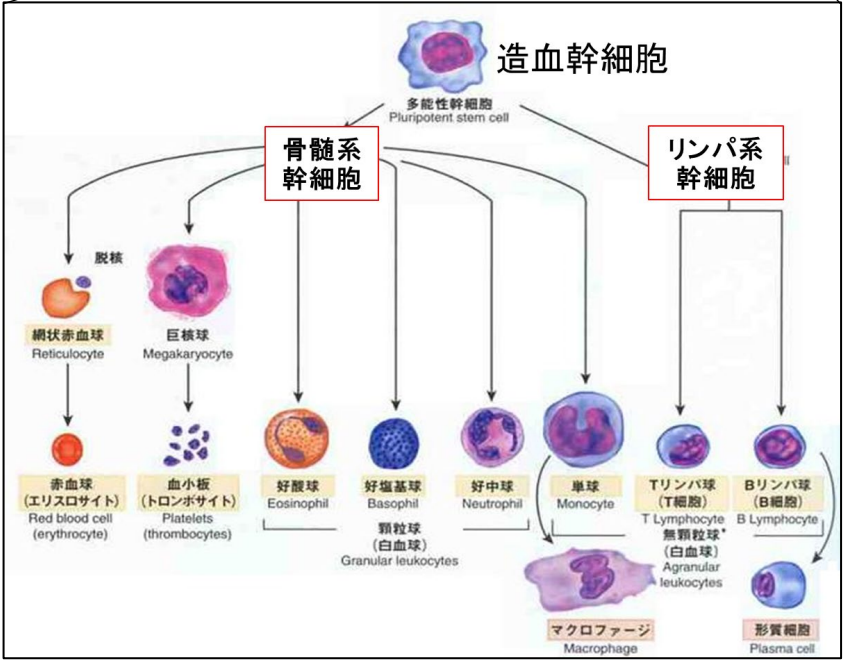 造血幹細胞
多能性幹細胞
Pluripotent stem cell
骨髄系
幹細胞
リンパ系
幹細胞
脱核
網状赤血球
Reticulocyte
巨核球
Megakaryocyte
赤血球
(エリスロサイト)
Red blood cell
(erythrocyte)
血小板
(トロンボサイト)
Platelets
(thrombocytes)
好酸球
Eosinophil
好塩基球
Basophil
好中球
Neutrophil
顆粒球
(白血球)
Granular leukocytes
単球
Monocyte
Tリンパ球
(T細胞)
T Lymphocyte
Bリンパ球
(B細胞)
B Lymphocyte
無顆粒球*
(白血球)
Agranular
leukocytes
マクロファージ
Macrophage
形質細胞
Plasma cell